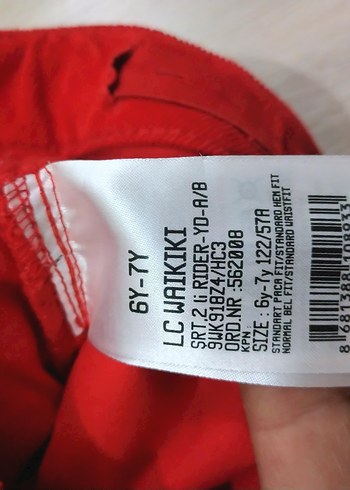 6Y-7Y
LC WAIKIKI
SRT.2 G RIDER-YD-A/B
9WK918Z4/HC3
ORD.NR :562008
KPN :
SIZE : 6y-7y 122/57A
STANDART PACA FIT/STANDARD HEM FIT
NORMAL BEL FIT/STANDARD WAISTFIT
8681388108933